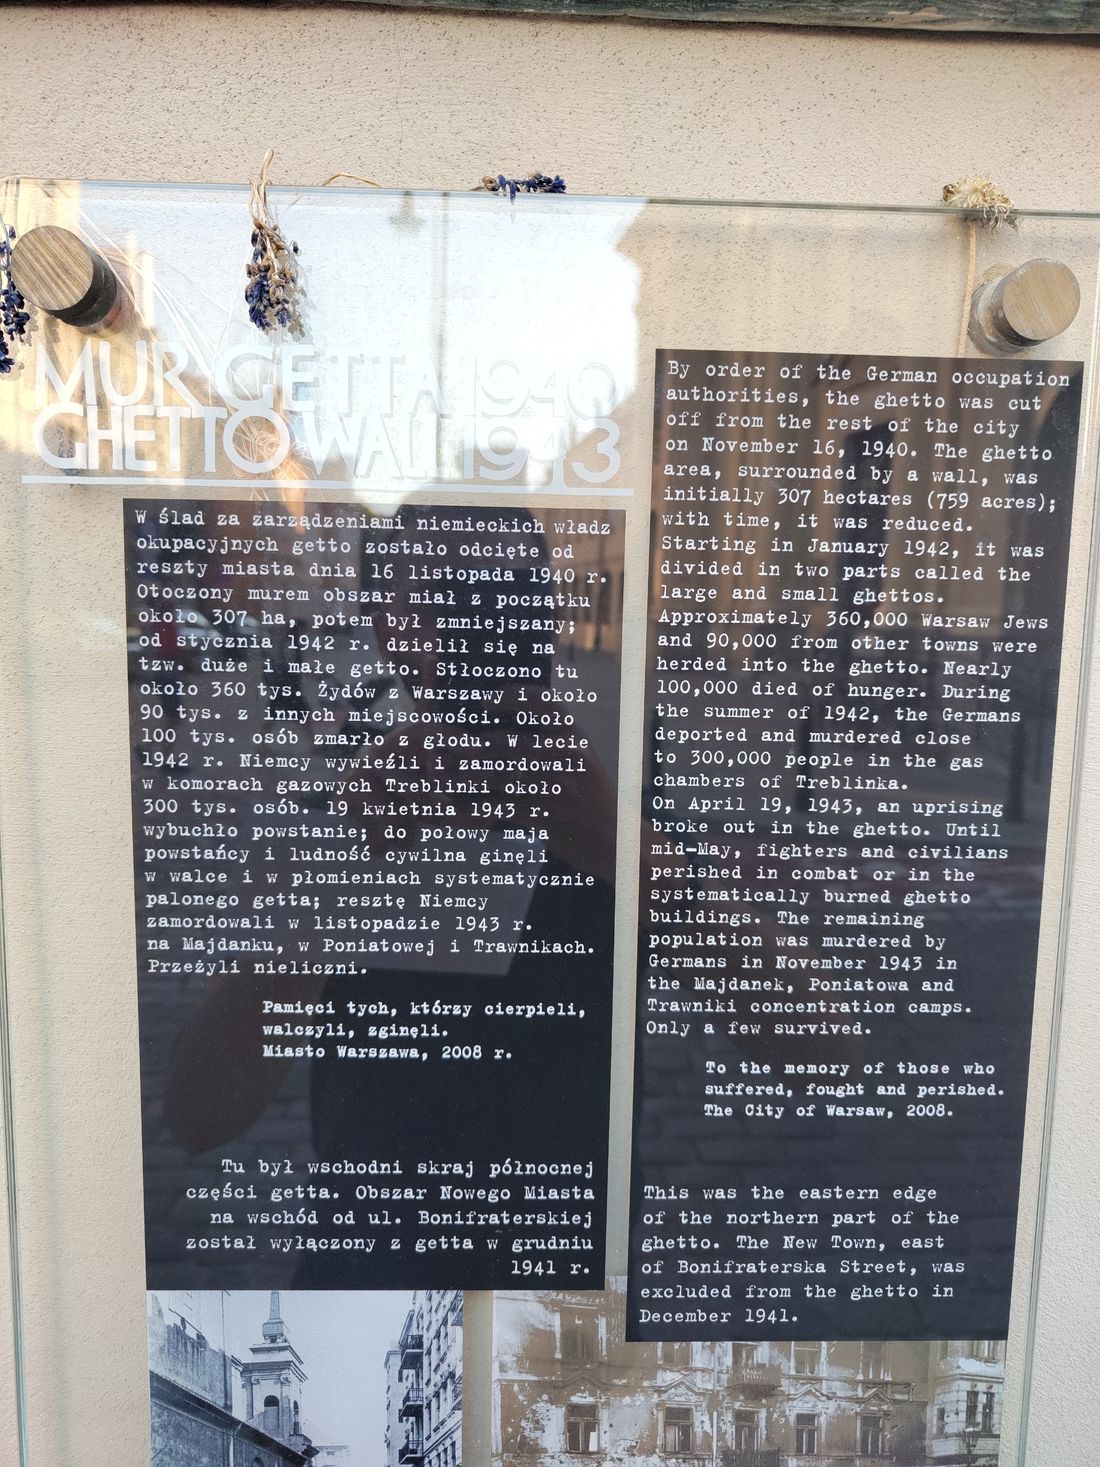 MUR GETTA 1940
GHETTO WALL 1943
W ślad za zarządzeniami niemieckich władz
okupacyjnych getto zostało odcięte od
reszty miasta dnia 16 listopada 1940 r.
Otoczony murem obszar miał z początku
około 307 ha, potem był zmniejszany;
od stycznia 1942 r. dzielił się na
tzw. duże i małe getto. Stłoczono tu
około 360 tys. Żydów z Warszawy i około
90 tys. z innych miejscowości. Około
100 tys. osób zmarło z głodu. W lecie
1942 r. Niemcy wywieźli i zamordowali
w komorach gazowych Treblinki około
300 tys. osób. 19 kwietnia 1943 r.
wybuchło powstanie; do połowy maja
powstańcy i ludność cywilna ginęli
w walce i w płomieniach systematycznie
palonego getta; resztę Niemcy
zamordowali w listopadzie 1943 r.
na Majdanku, w Poniatowej i Trawnikach.
Przeżyli nieliczni.
Pamięci tych, którzy cierpieli,
walczyli, zginęli.
Miasto Warszawa, 2008 r.
Tu był wschodni skraj północnej
części getta. Obszar Nowego Miasta
na wschód od ul. Bonifraterskiej
został wyłączony z getta w grudniu
1941 r.
By order of the German occupation
authorities, the ghetto was cut
off from the rest of the city
on November 16, 1940. The ghetto
area, surrounded by a wall, was
initially 307 hectares (759 acres);
with time, it was reduced.
Starting in January 1942, it was
divided in two parts called the
large and small ghettos.
Approximately 360,000 Warsaw Jews
and 90,000 from other towns were
herded into the ghetto. Nearly
100,000 died of hunger. During
the summer of 1942, the Germans
deported and murdered close
to 300,000 people in the gas
chambers of Treblinka.
On April 19, 1943, an uprising
broke out in the ghetto. Until
mid-May, fighters and civilians
perished in combat or in the
systematically burned ghetto
buildings. The remaining
population was murdered by
Germans in November 1943 in
the Majdanek, Poniatowa and
Trawniki concentration camps.
Only a few survived.
To the memory of those who
suffered, fought and perished.
The City of Warsaw, 2008.
This was the eastern edge
of the northern part of the
ghetto. The New Town, east
of Bonifraterska Street, was
excluded from the ghetto in
December 1941.